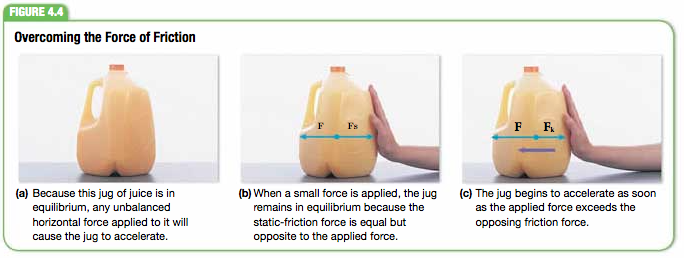 FIGURE 4.4
Overcoming the Force of Friction
F Fs
F Fk
(a) Because this jug of juice is in
equilibrium, any unbalanced
horizontal force applied to it will
cause the jug to accelerate.
(b) When a small force is applied, the jug
remains in equilibrium because the
static-friction force is equal but
opposite to the applied force.
(c) The jug begins to accelerate as soon
as the applied force exceeds the
opposing friction force.